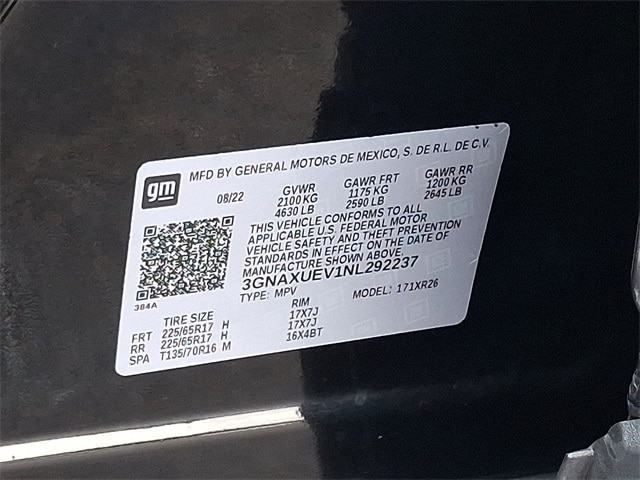 gm MFD BY GENERAL MOTORS DE MEXICO, S. DE R.L. DE C.V.
08/22 GVWR GAWR FRT GAWR RR
2100 KG 1175 KG 1200 KG
4630 LB 2590 LB 2645 LB
THIS VEHICLE CONFORMS TO ALL
APPLICABLE U.S. FEDERAL MOTOR
VEHICLE SAFETY AND THEFT PREVENTION
STANDARDS IN EFFECT ON THE DATE OF
MANUFACTURE SHOWN ABOVE.
3GNAXUEV1NL292237
TYPE: MPV MODEL: 171XR26
384A
TIRE SIZE RIM
FRT 225/65R17 H 17X7J
RR 225/65R17 H 17X7J
SPA T135/70R16 M 16X4BT